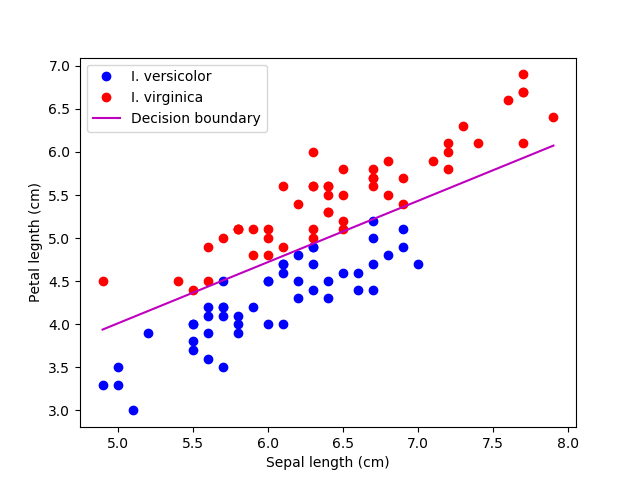 7.0
6.5
6.0
5.5
5.0
4.5
4.0
3.5
3.0
Petal legnth (cm)
I. versicolor
I. virginica
Decision boundary
5.0 5.5 6.0 6.5 7.0 7.5 8.0
Sepal length (cm)